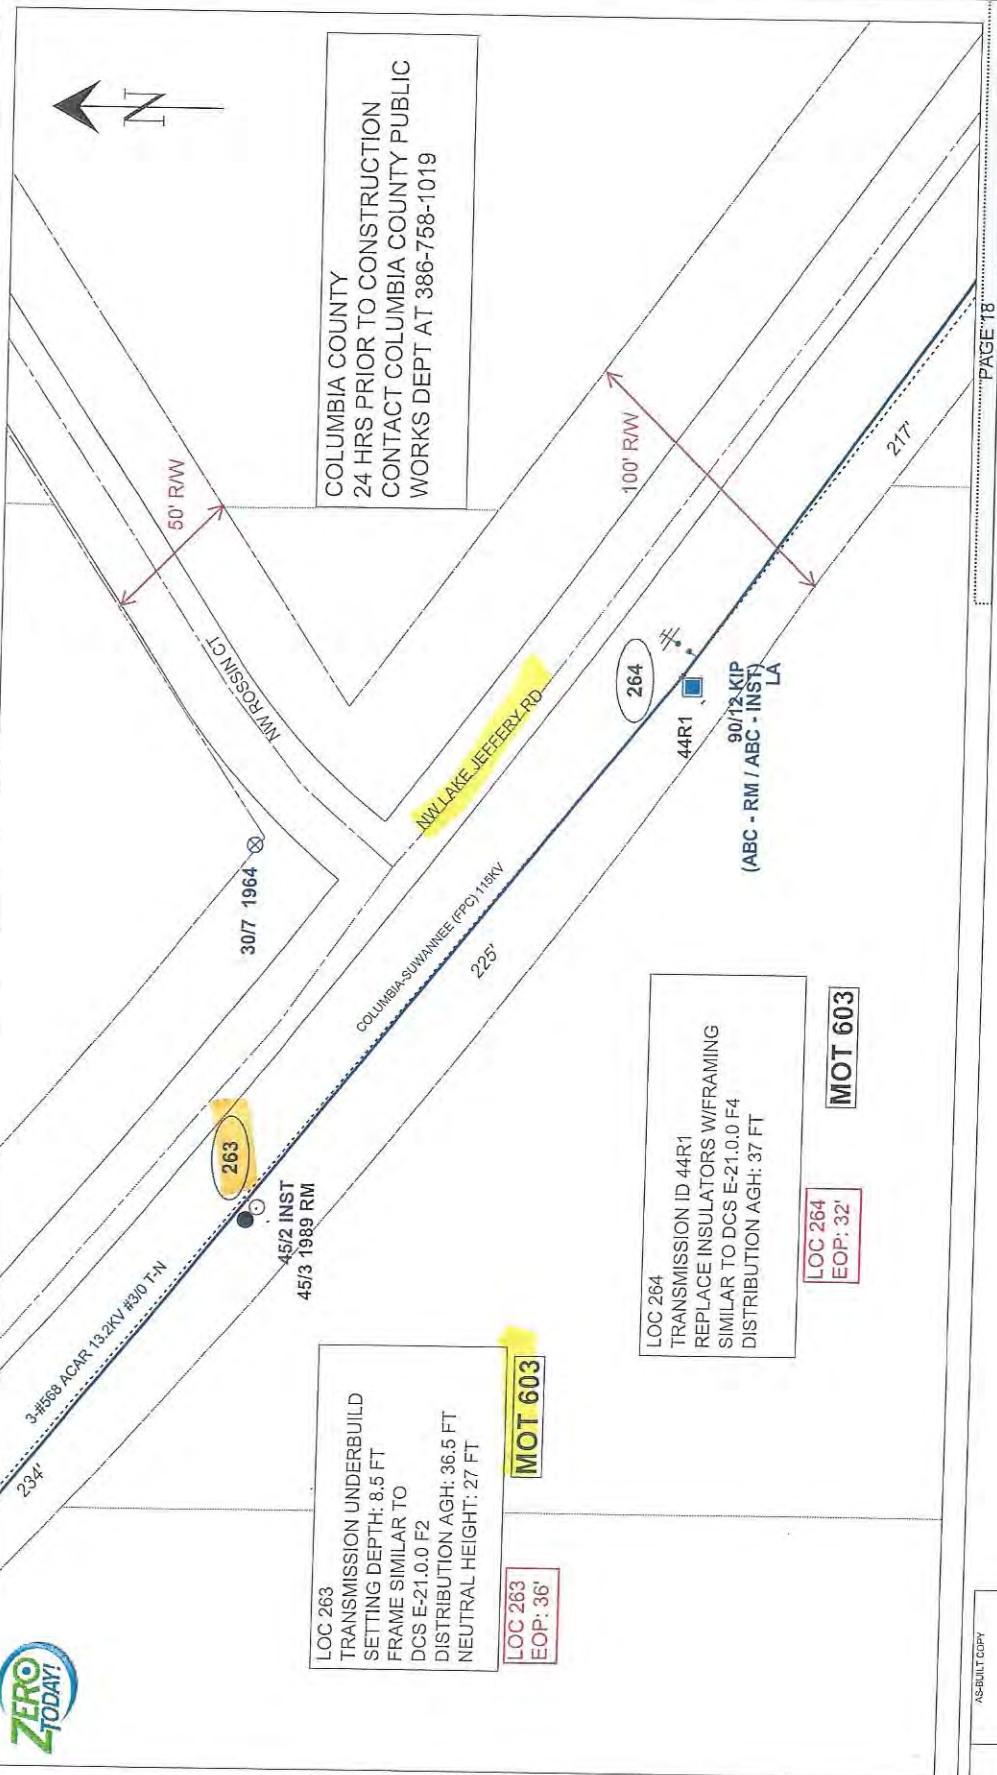 ZERO
TODAY!
N
COLUMBIA COUNTY
24 HRS PRIOR TO CONSTRUCTION
CONTACT COLUMBIA COUNTY PUBLIC
WORKS DEPT AT 386-758-1019
50' R/W
NW ROSSIN CT
30/7 1964
NW LAKE JEFFERY RD
100' R/W
234'
3-#568 ACAR 13.2KV #3/0 T-N
263
45/2 INST
45/3 1989 RM
COLUMBIA-SUWANNEE (FPC) 115KV
225'
264
44R1
90/12 KIP
(ABC - RM / ABC - INST)
LA
217'
LOC 263
TRANSMISSION UNDERBUILD
SETTING DEPTH: 8.5 FT
FRAME SIMILAR TO
DCS E-21.0.0 F2
DISTRIBUTION AGH: 36.5 FT
NEUTRAL HEIGHT: 27 FT
LOC 263
EOP: 36'
MOT 603
LOC 264
TRANSMISSION ID 44R1
REPLACE INSULATORS W/FRAMING
SIMILAR TO DCS E-21.0.0 F4
DISTRIBUTION AGH: 37 FT
LOC 264
EOP: 32'
MOT 603
PAGE 18
AS-BUILT COPY